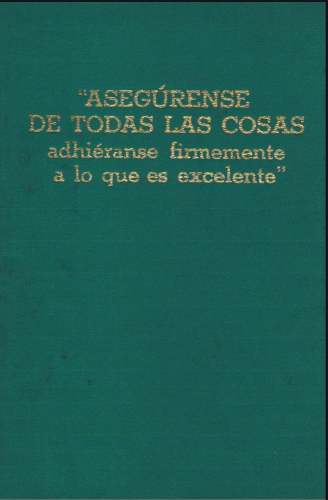 "ASEGÚRENSE
DE TODAS LAS COSAS
adhiéranse firmemente
a lo que es excelente"